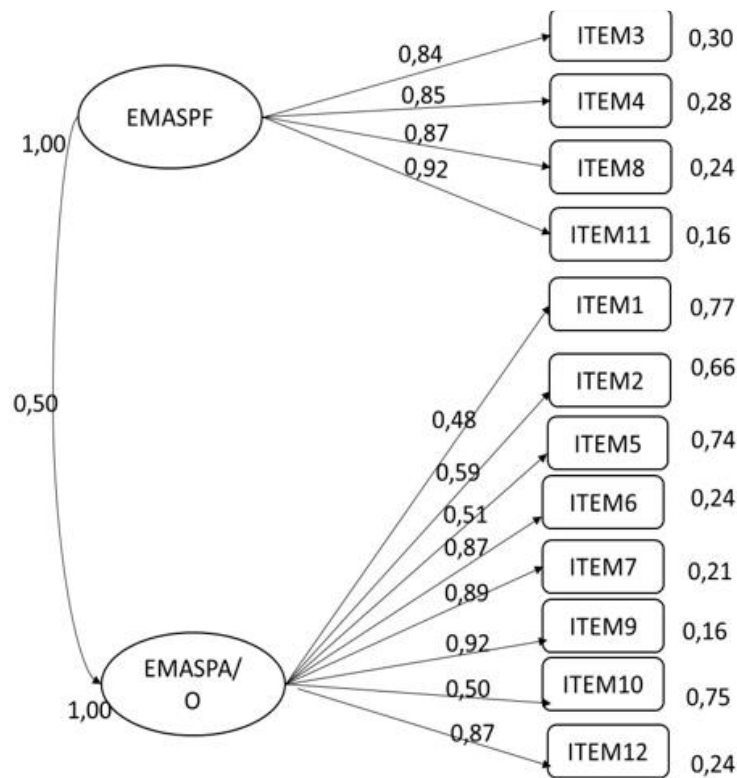 ITEM3 0,30
0,84
ITEM4 0,28
0,85
EMASPF
1,00
ITEM8 0,24
0,87
0,92
ITEM11 0,16
ITEM1 0,77
ITEM2 0,66
0,50
0,48
ITEM5 0,74
0,59
ITEM6 0,24
0,51
0,87
ITEM7 0,21
0,89
ITEM9 0,16
0,92
EMASPA/
O
1,00
0,50
ITEM10 0,75
0,87
ITEM12 0,24